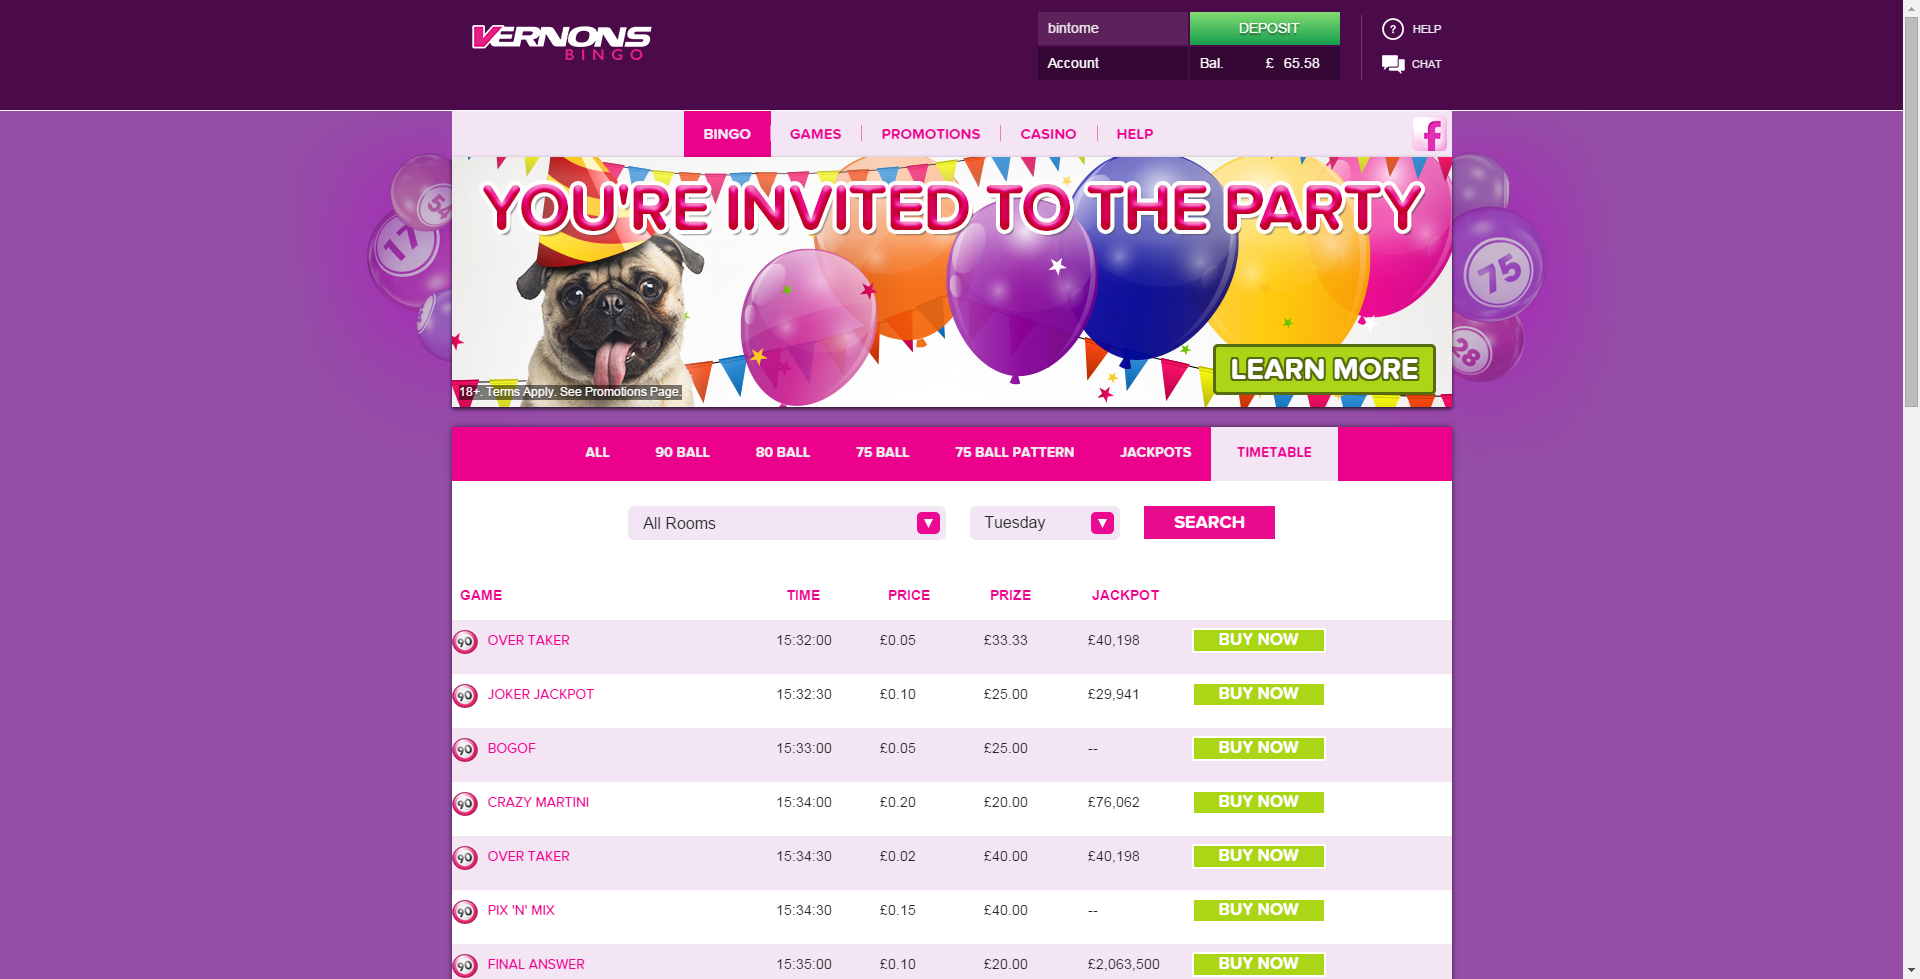 VERNONS
BINGO
bintome
DEPOSIT
? HELP
Account
Bal. £ 65.58
CHAT
BINGO GAMES PROMOTIONS CASINO HELP
f
YOU'RE INVITED TO THE PARTY
54
17
75
28
LEARN MORE
18+. Terms Apply. See Promotions Page.
ALL 90 BALL 80 BALL 75 BALL 75 BALL PATTERN JACKPOTS TIMETABLE
All Rooms Tuesday SEARCH
GAME TIME PRICE PRIZE JACKPOT
90 OVER TAKER 15:32:00 £0.05 £33.33 £40,198 BUY NOW
90 JOKER JACKPOT 15:32:30 £0.10 £25.00 £29,941 BUY NOW
90 BOGOF 15:33:00 £0.05 £25.00 -- BUY NOW
90 CRAZY MARTINI 15:34:00 £0.20 £20.00 £76,062 BUY NOW
90 OVER TAKER 15:34:30 £0.02 £40.00 £40,198 BUY NOW
90 PIX 'N' MIX 15:34:30 £0.15 £40.00 -- BUY NOW
90 FINAL ANSWER 15:35:00 £0.10 £20.00 £2,063,500 BUY NOW